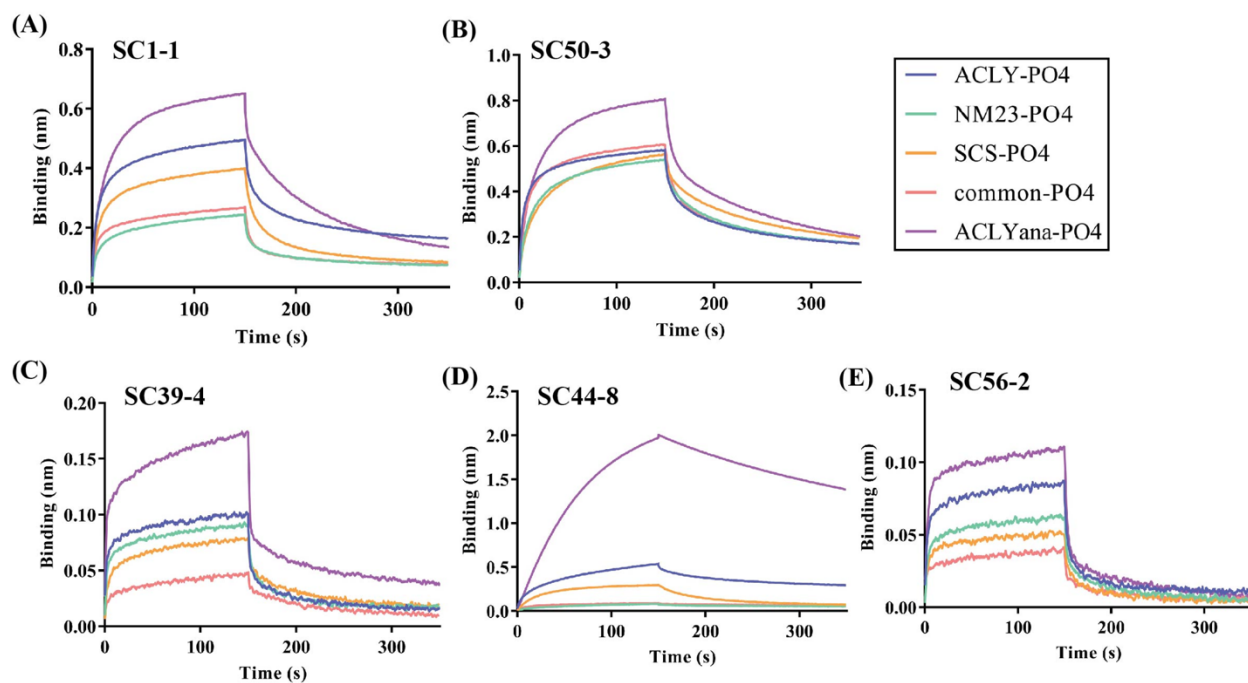 (A)
SC1-1
Binding (nm)
0.8
0.6
0.4
0.2
0.0
0
100
200
300
Time (s)
(B)
SC50-3
Binding (nm)
1.0
0.8
0.6
0.4
0.2
0.0
0
100
200
300
Time (s)
ACLY-PO4
NM23-PO4
SCS-PO4
common-PO4
ACLYana-PO4
(C)
SC39-4
Binding (nm)
0.20
0.15
0.10
0.05
0.00
0
100
200
300
Time (s)
(D)
SC44-8
Binding (nm)
2.5
2.0
1.5
1.0
0.5
0.0
0
100
200
300
Time (s)
(E)
SC56-2
Binding (nm)
0.15
0.10
0.05
0.00
0
100
200
300
Time (s)